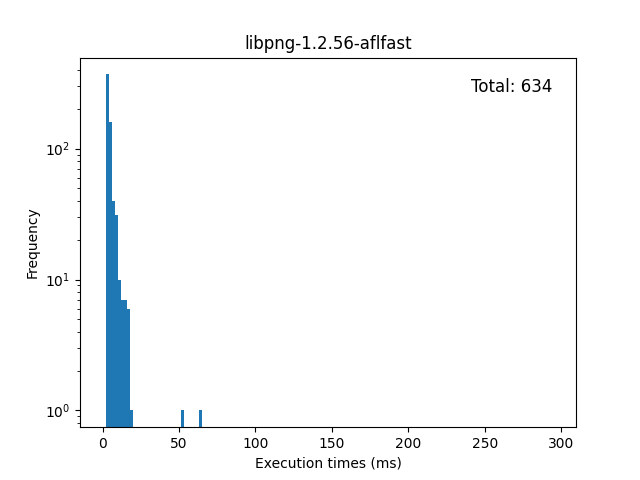 libpng-1.2.56-aflfast
Total: 634
Frequency
10²
10¹
10⁰
0 50 100 150 200 250 300
Execution times (ms)